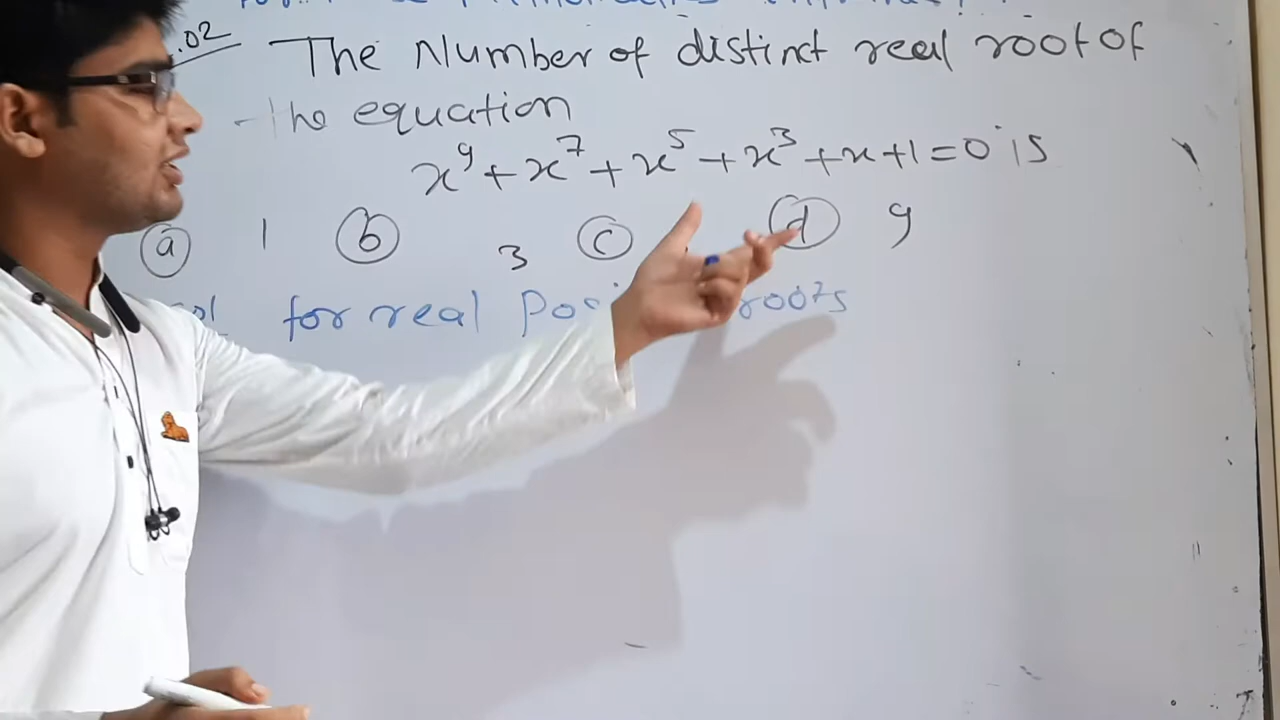 .02 The Number of distinct real root of
the equation
x⁹ + x⁷ + x⁵ + x³ + x + 1 = 0 is
(a) 1 (b) 3 (c) (d) 9
sol for real roots